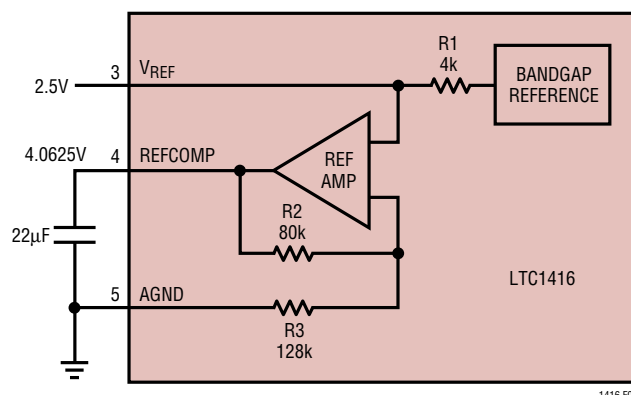 R1
4k
BANDGAP
REFERENCE
3
VREF
2.5V
4.0625V
4
REFCOMP
REF
AMP
R2
80k
22µF
LTC1416
5
AGND
R3
128k